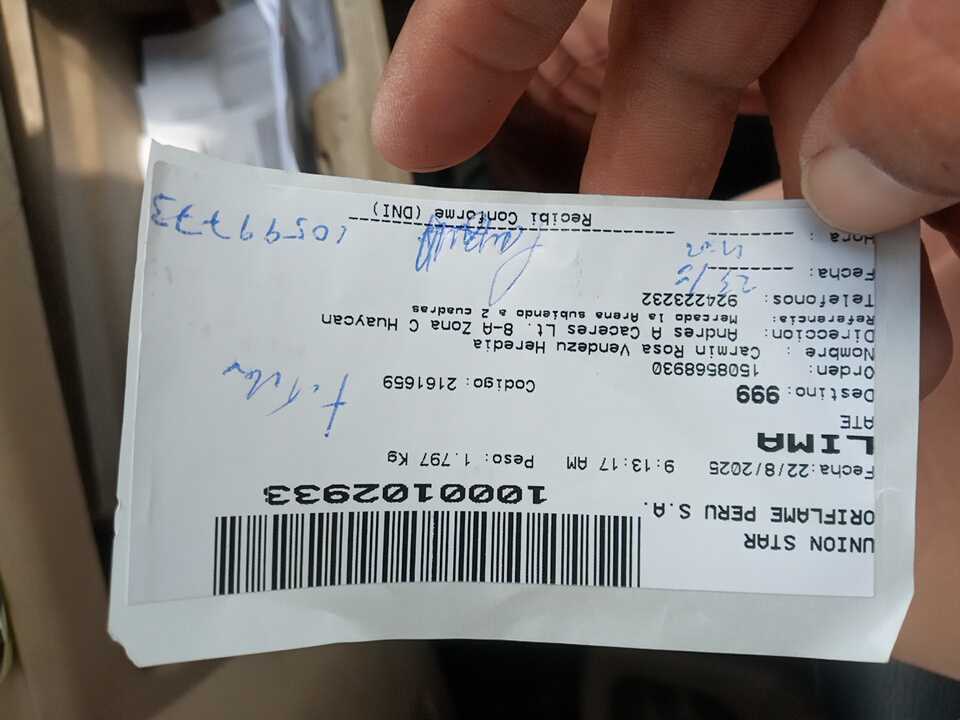 UNION STAR
ORIFLAME PERU S.A.
1000102933
Fecha:22/8/2025 9:13:17 AM Peso: 1.797 Kg
LIMA
ATE
Destino: 999 Codigo: 2161659
Orden: 1508568930
Nombre : Carmin Rosa Vendezu Heredia
Direccion: Andres A Caceres Lt. 8-A Zona C Huaycan
Referencia: Mercado la Arena subiendo a 2 cuadras
Telefonos: 924223232
Fecha: 23/8
Hora :
Recibi Conforme (DNI)